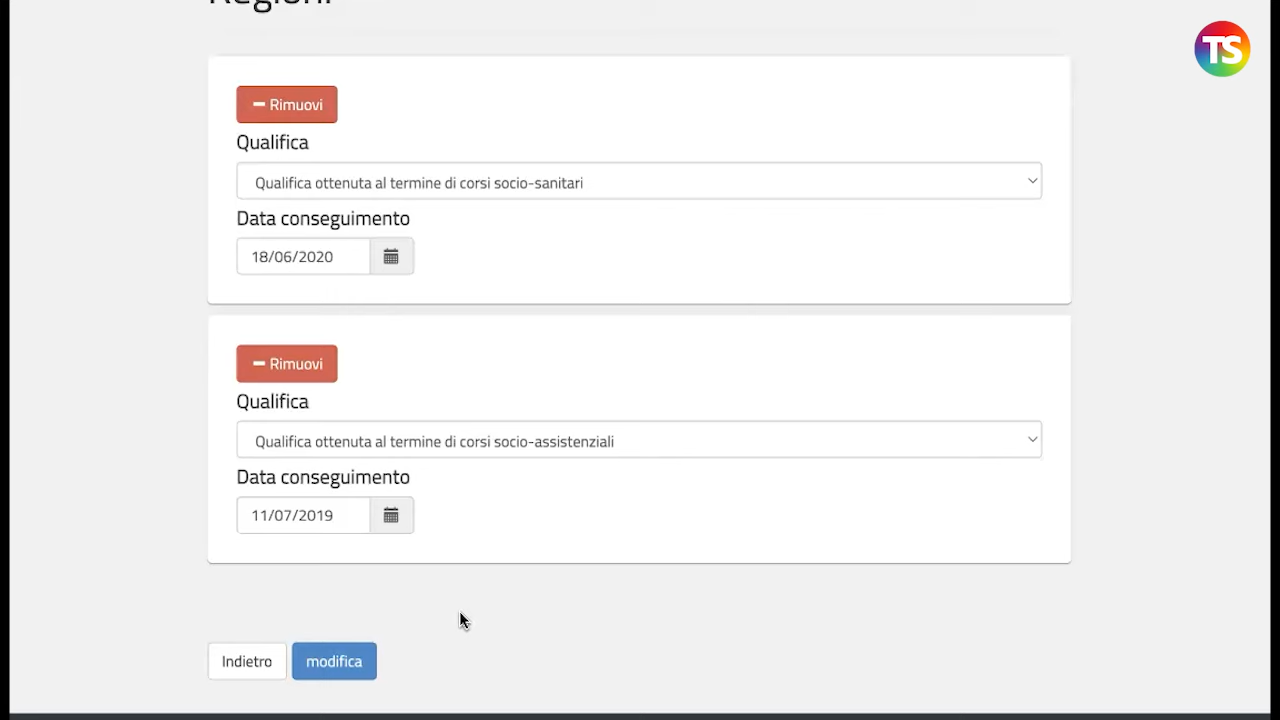 Regioni
TS
Rimuovi
Qualifica
Qualifica ottenuta al termine di corsi socio-sanitari
Data conseguimento
18/06/2020
Rimuovi
Qualifica
Qualifica ottenuta al termine di corsi socio-assistenziali
Data conseguimento
11/07/2019
Indietro modifica